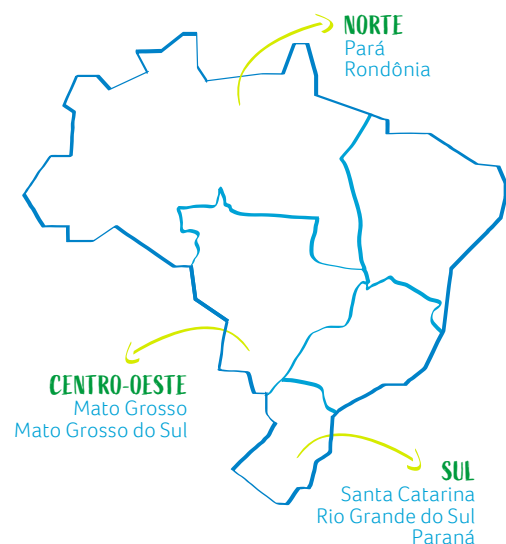 NORTE
Pará
Rondônia
CENTRO-OESTE
Mato Grosso
Mato Grosso do Sul
SUL
Santa Catarina
Rio Grande do Sul
Paraná